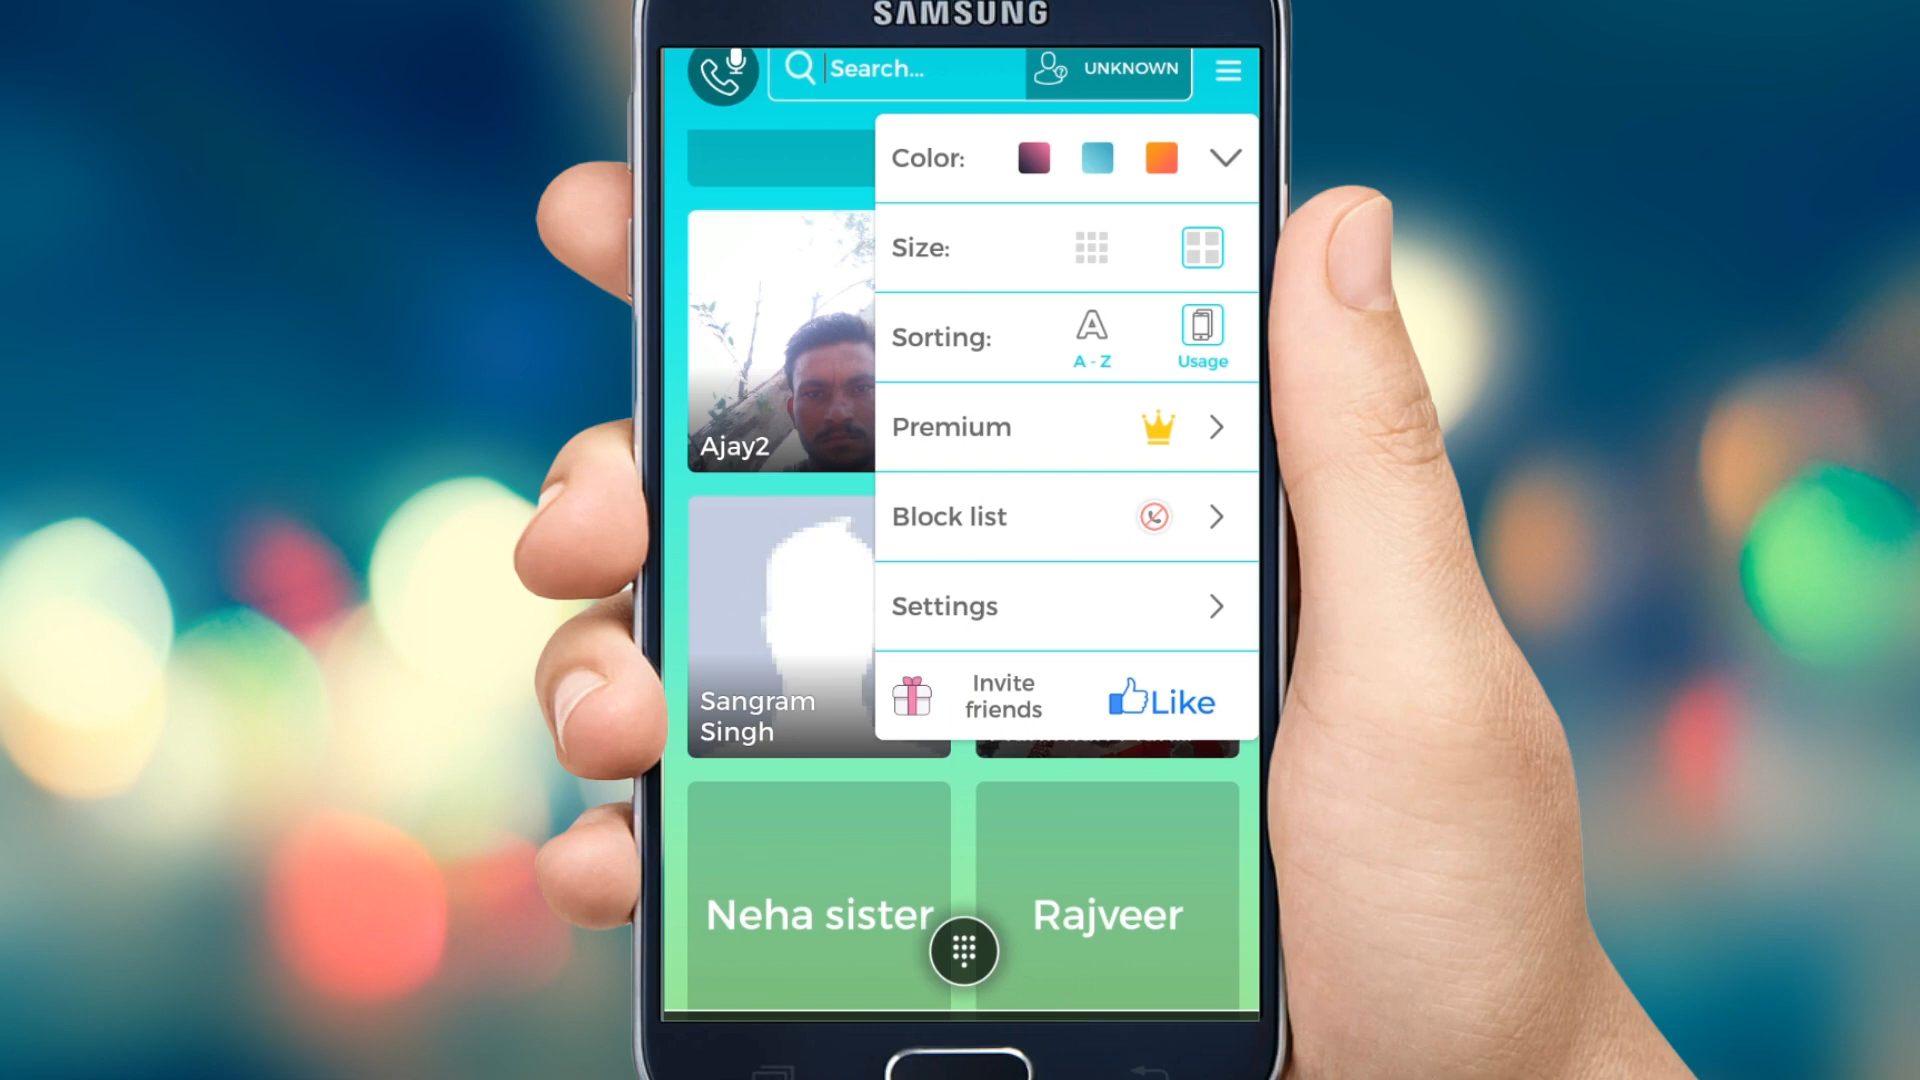 SAMSUNG
Search...
UNKNOWN
Color:
Size:
Sorting:
A - Z
Usage
Premium
Block list
Settings
Invite
friends
Like
Ajay2
Sangram
Singh
Neha sister
Rajveer